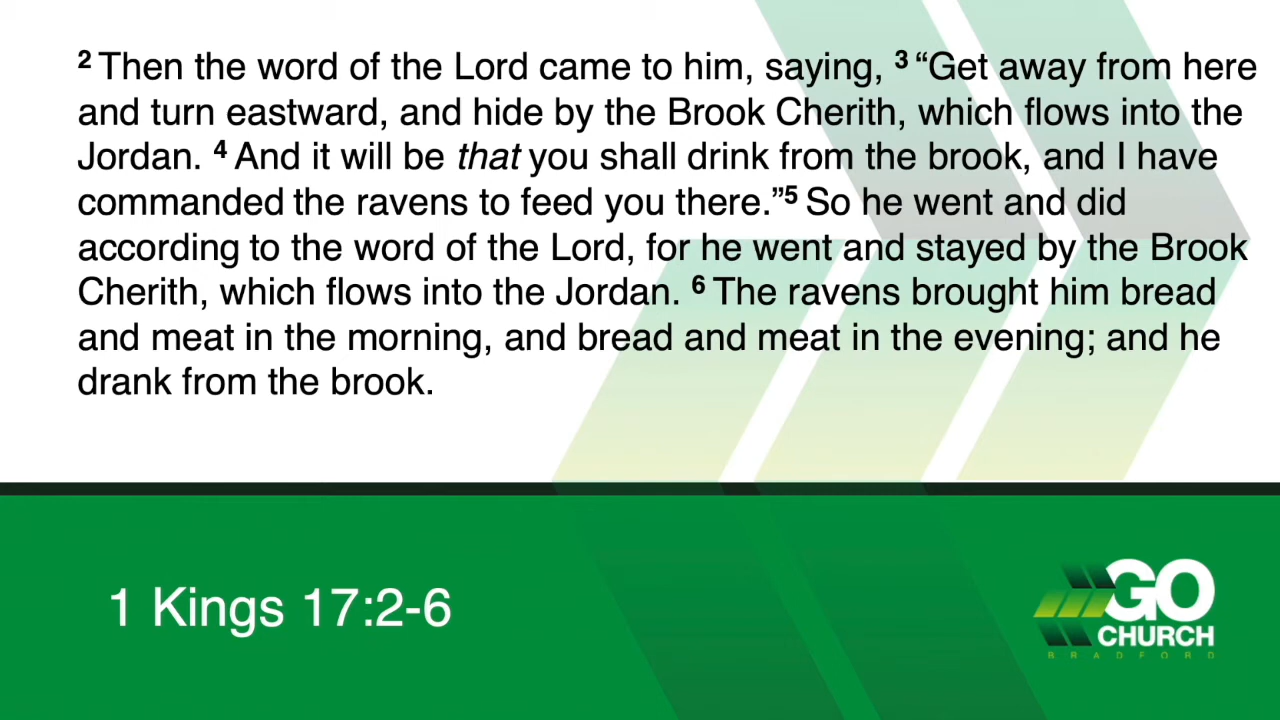 2 Then the word of the Lord came to him, saying, 3 “Get away from here
and turn eastward, and hide by the Brook Cherith, which flows into the
Jordan. 4 And it will be that you shall drink from the brook, and I have
commanded the ravens to feed you there.”5 So he went and did
according to the word of the Lord, for he went and stayed by the Brook
Cherith, which flows into the Jordan. 6 The ravens brought him bread
and meat in the morning, and bread and meat in the evening; and he
drank from the brook.
1 Kings 17:2-6
GO
CHURCH
BRADFORD